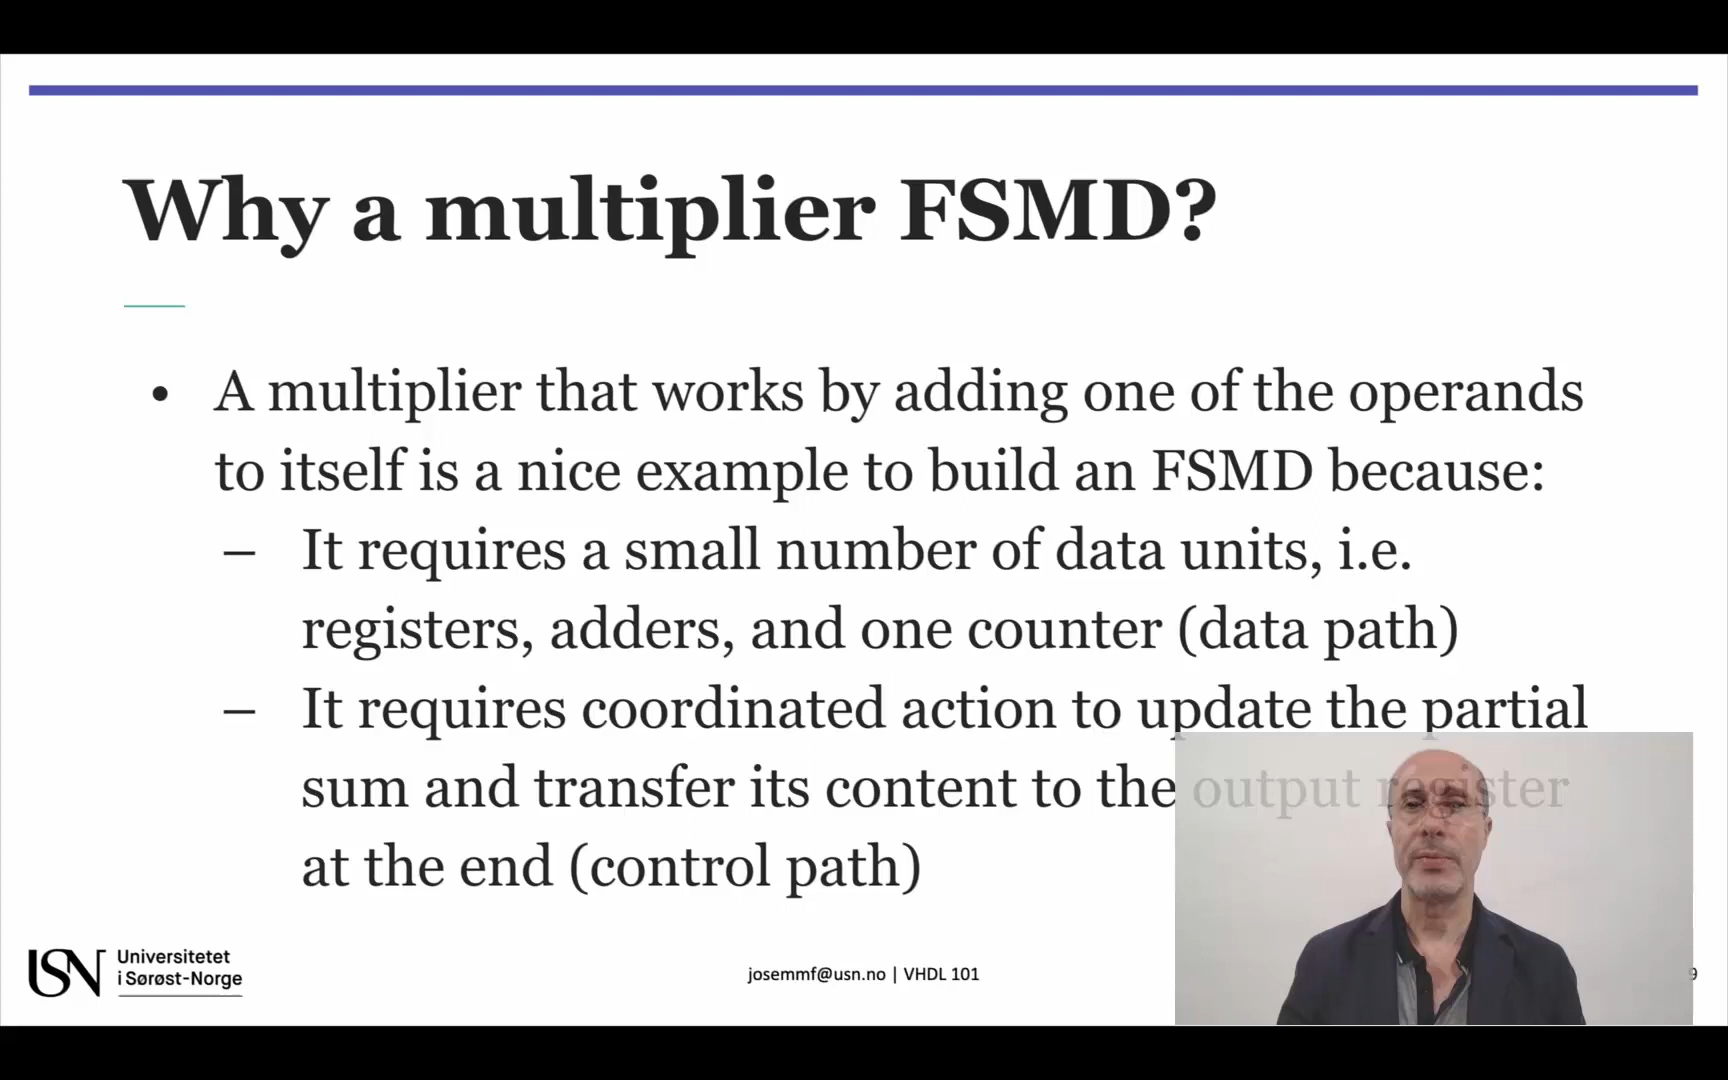 Why a multiplier FSMD?
• A multiplier that works by adding one of the operands
to itself is a nice example to build an FSMD because:
– It requires a small number of data units, i.e.
registers, adders, and one counter (data path)
– It requires coordinated action to update the partial
sum and transfer its content to the output register
at the end (control path)
USN Universitetet
i Sørøst-Norge
josemmf@usn.no | VHDL 101
9